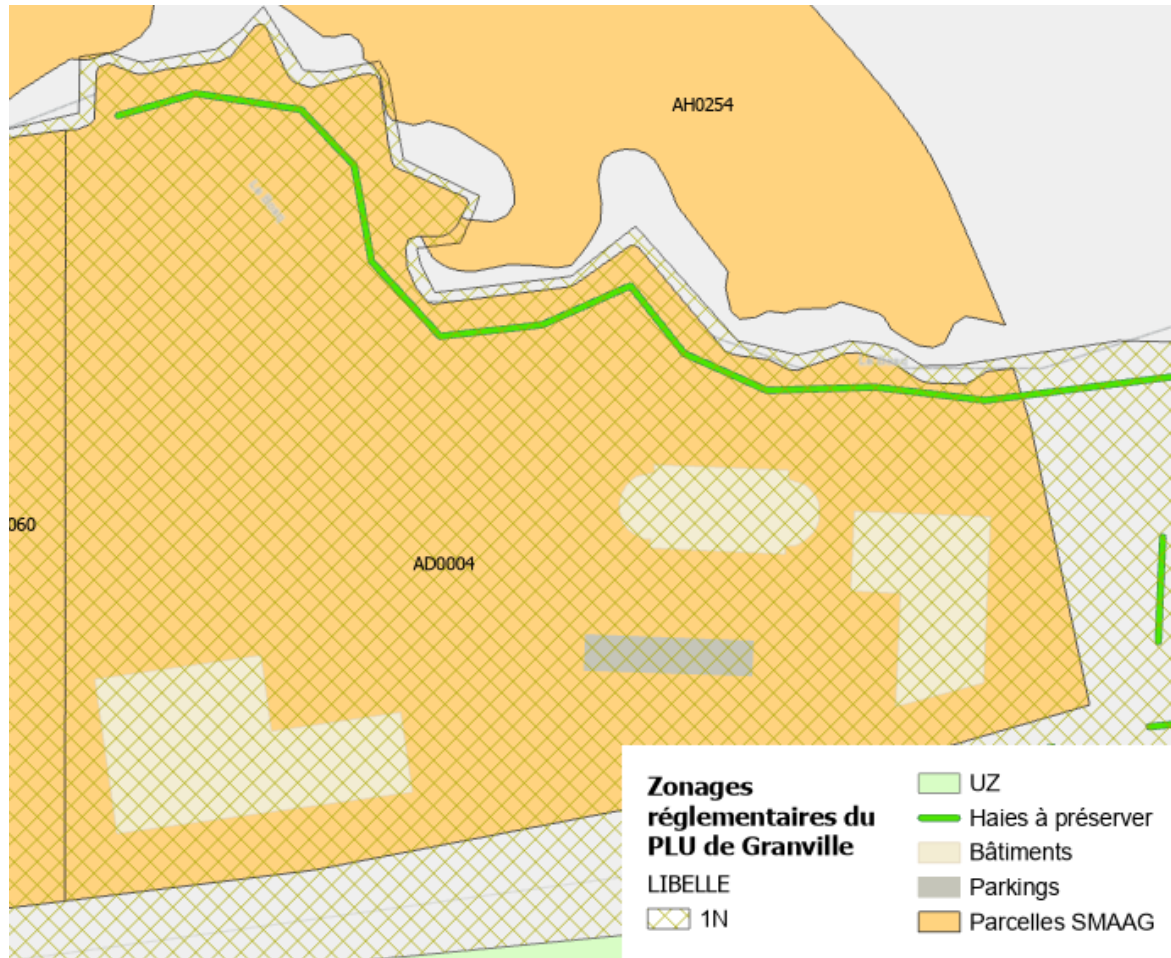 AH0254
060
AD0004
Zonages
réglementaires du
PLU de Granville
LIBELLE
1N
UZ
Haies à préserver
Bâtiments
Parkings
Parcelles SMAAG